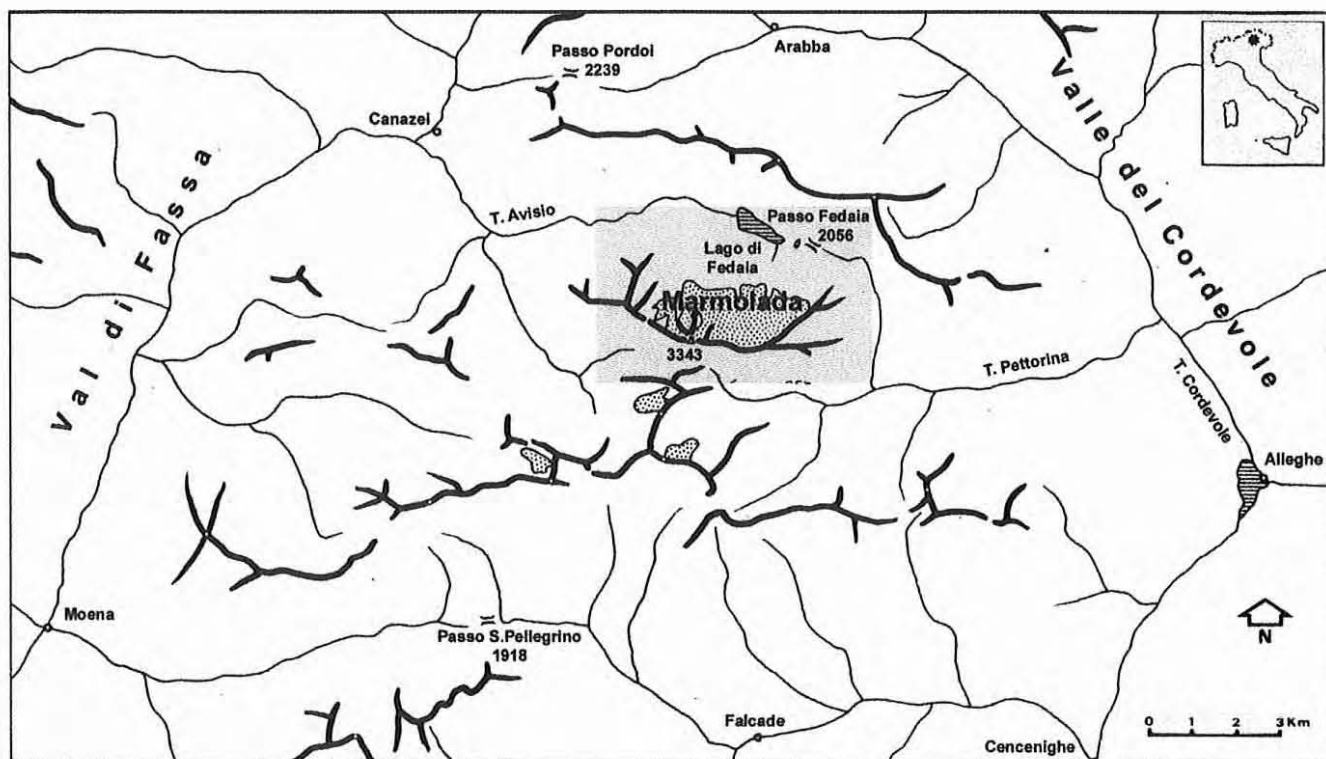 Passo Pordoi
2239
Arabba
Canazei
Val di Fassa
Valle del Cordevole
T. Avisio
Passo Fedaia
2056
Lago di
Fedaia
Marmolada
3343
T. Pettorina
T. Cordevole
Alleghe
Moena
Passo S.Pellegrino
1918
N
Falcade
Cencenighe
0 1 2 3 Km